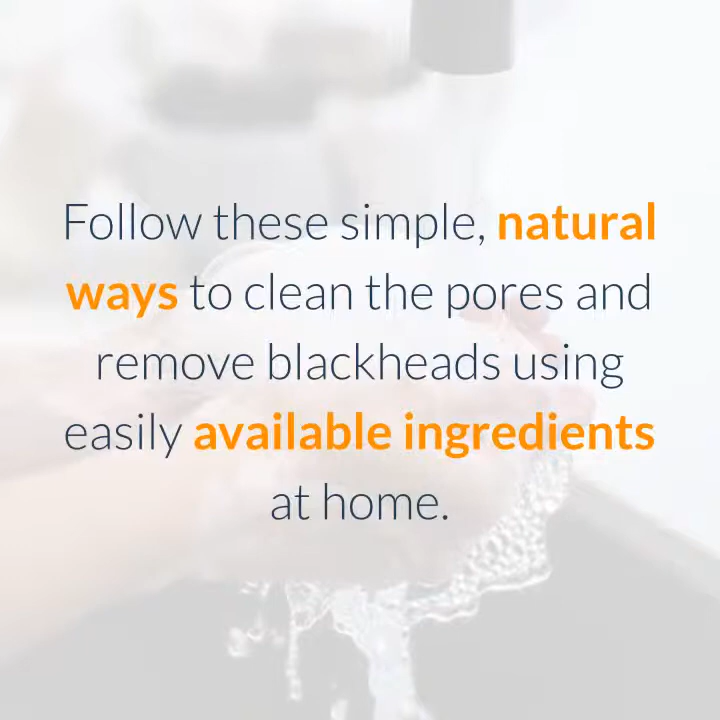 Follow these simple, natural
ways to clean the pores and
remove blackheads using
easily available ingredients
at home.